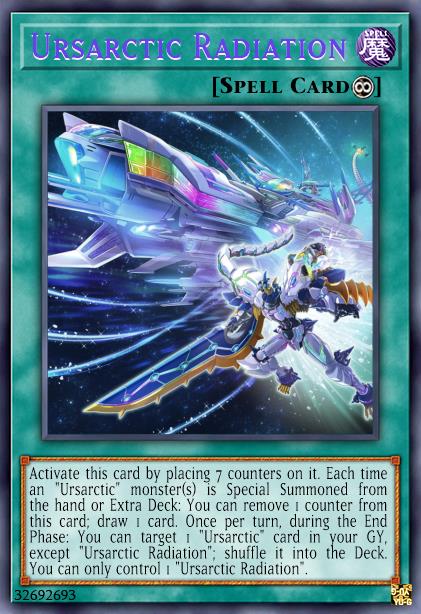 Ursarctic Radiation
SPELL
魔
[Spell Card]
Activate this card by placing 7 counters on it. Each time
an "Ursarctic" monster(s) is Special Summoned from
the hand or Extra Deck: You can remove 1 counter from
this card; draw 1 card. Once per turn, during the End
Phase: You can target 1 "Ursarctic" card in your GY,
except "Ursarctic Radiation"; shuffle it into the Deck.
You can only control 1 "Ursarctic Radiation".
32692693